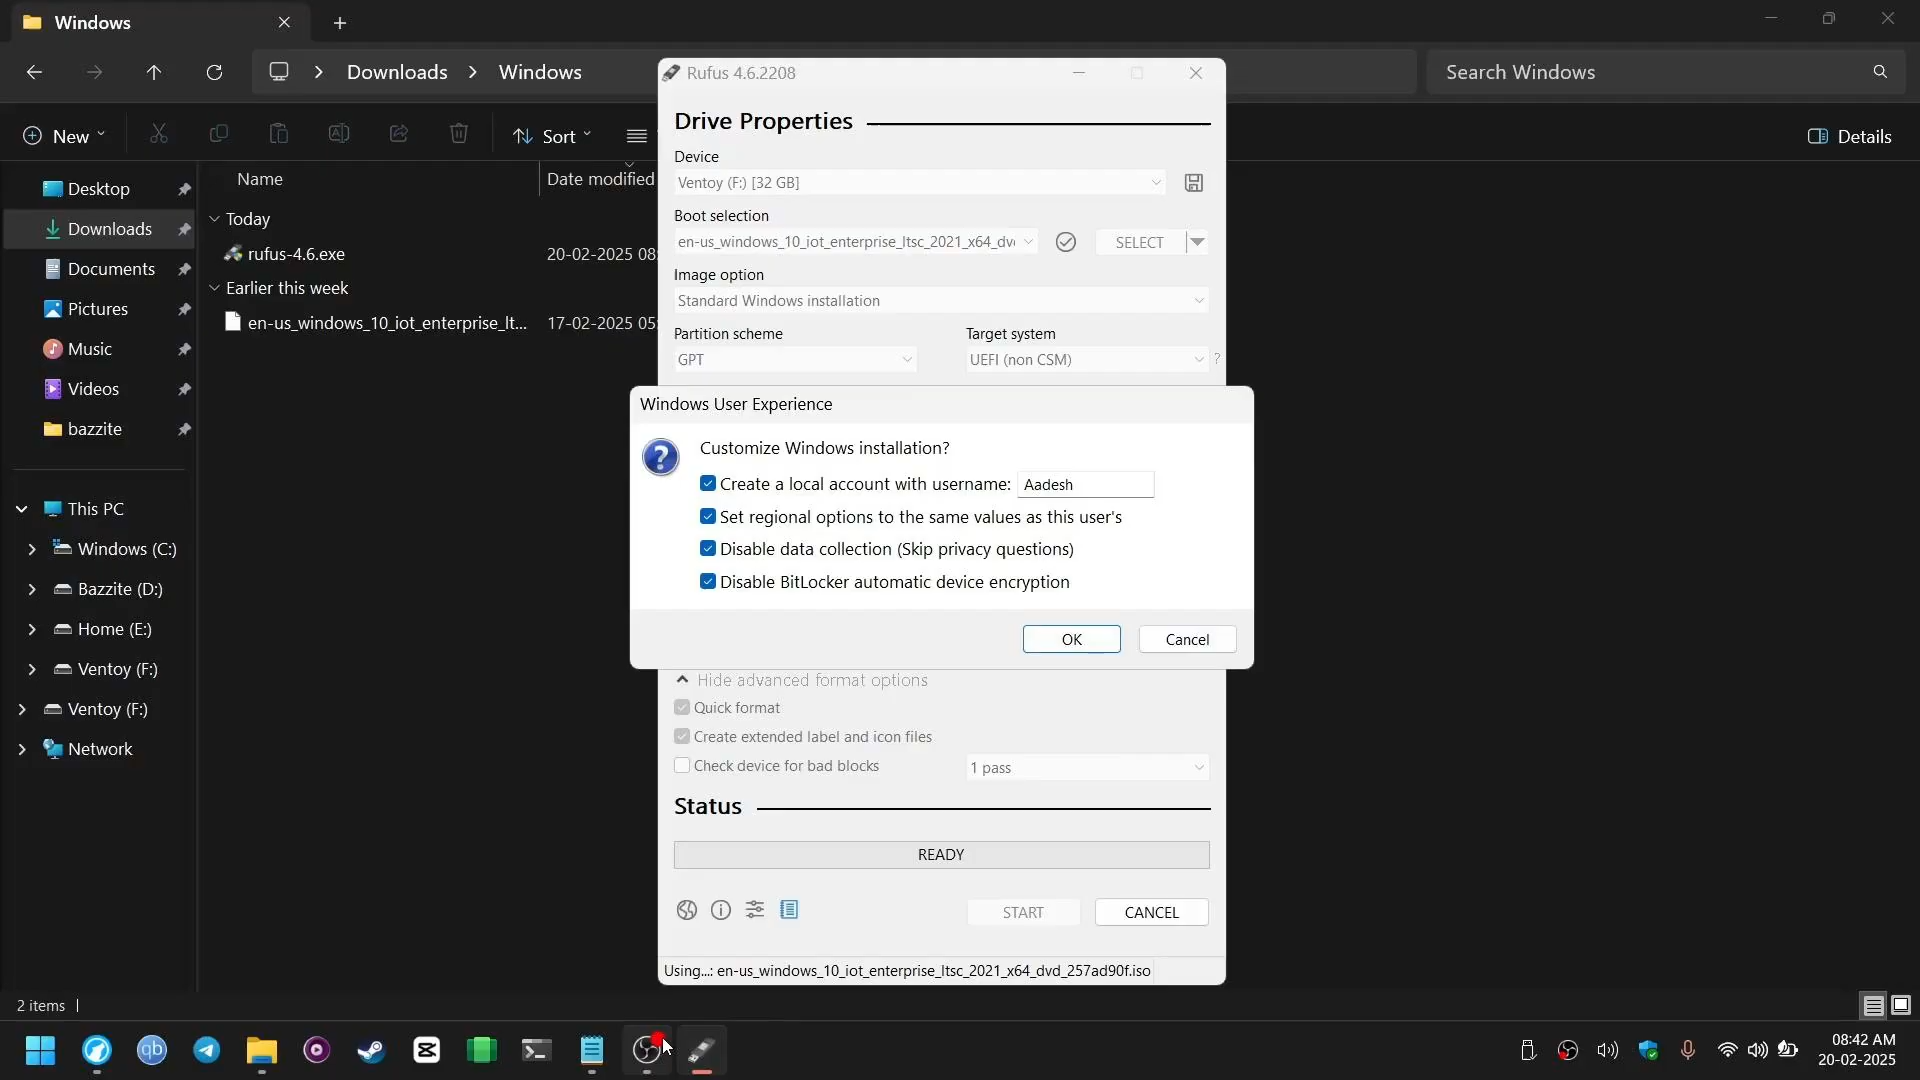 Windows
Downloads
Windows
Search Windows
New
Sort
Details
Desktop
Downloads
Documents
Pictures
Music
Videos
bazzite
This PC
Windows (C:)
Bazzite (D:)
Home (E:)
Ventoy (F:)
Ventoy (F:)
Network
Name
Date modified
Today
rufus-4.6.exe
20-02-2025 08:
Earlier this week
en-us_windows_10_iot_enterprise_lt...
17-02-2025 05:
Rufus 4.6.2208
Drive Properties
Device
Ventoy (F:) [32 GB]
Boot selection
en-us_windows_10_iot_enterprise_ltsc_2021_x64_dv
SELECT
Image option
Standard Windows installation
Partition scheme
Target system
GPT
UEFI (non CSM)
?
Windows User Experience
Customize Windows installation?
Create a local account with username: Aadesh
Set regional options to the same values as this user's
Disable data collection (Skip privacy questions)
Disable BitLocker automatic device encryption
OK
Cancel
Hide advanced format options
Quick format
Create extended label and icon files
Check device for bad blocks
1 pass
Status
READY
START
CANCEL
Using...: en-us_windows_10_iot_enterprise_ltsc_2021_x64_dvd_257ad90f.iso
2 items
qb
08:42 AM
20-02-2025